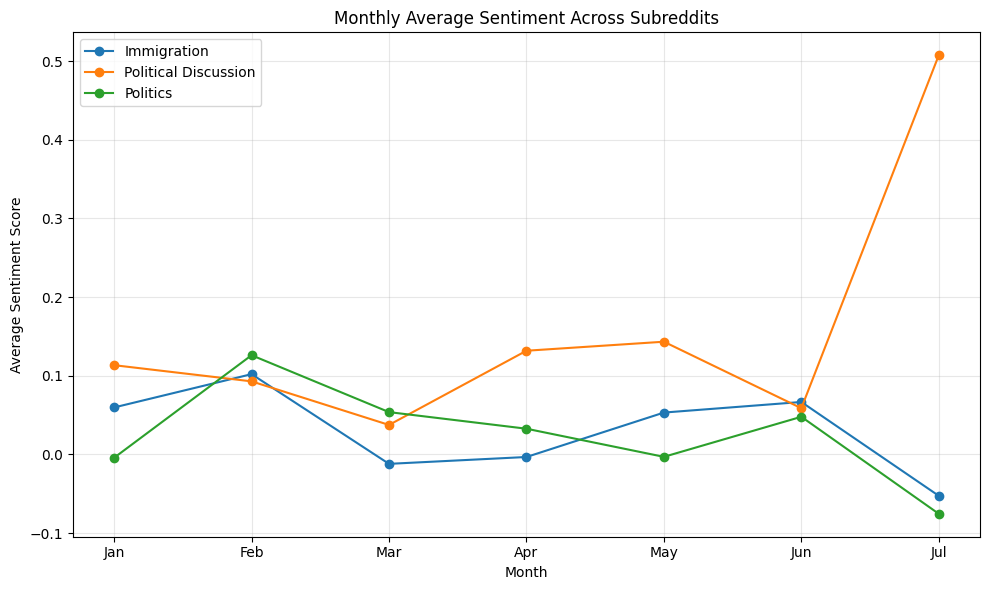 Monthly Average Sentiment Across Subreddits
Immigration
Political Discussion
Politics
Average Sentiment Score
0.5
0.4
0.3
0.2
0.1
0.0
−0.1
Jan Feb Mar Apr May Jun Jul
Month